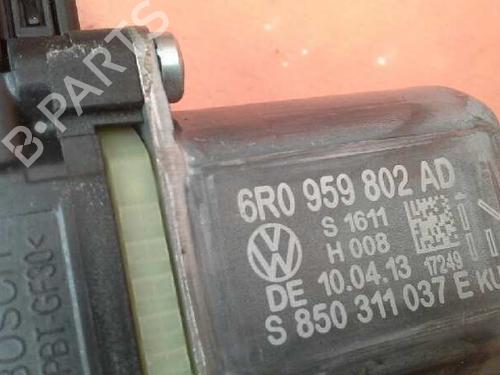 B-PARTS
6R0 959 802 AD
S 1611
H 008
DE 10.04.13 17249
S 850 311 037 E KU
BOSCH
PBT-GF30<